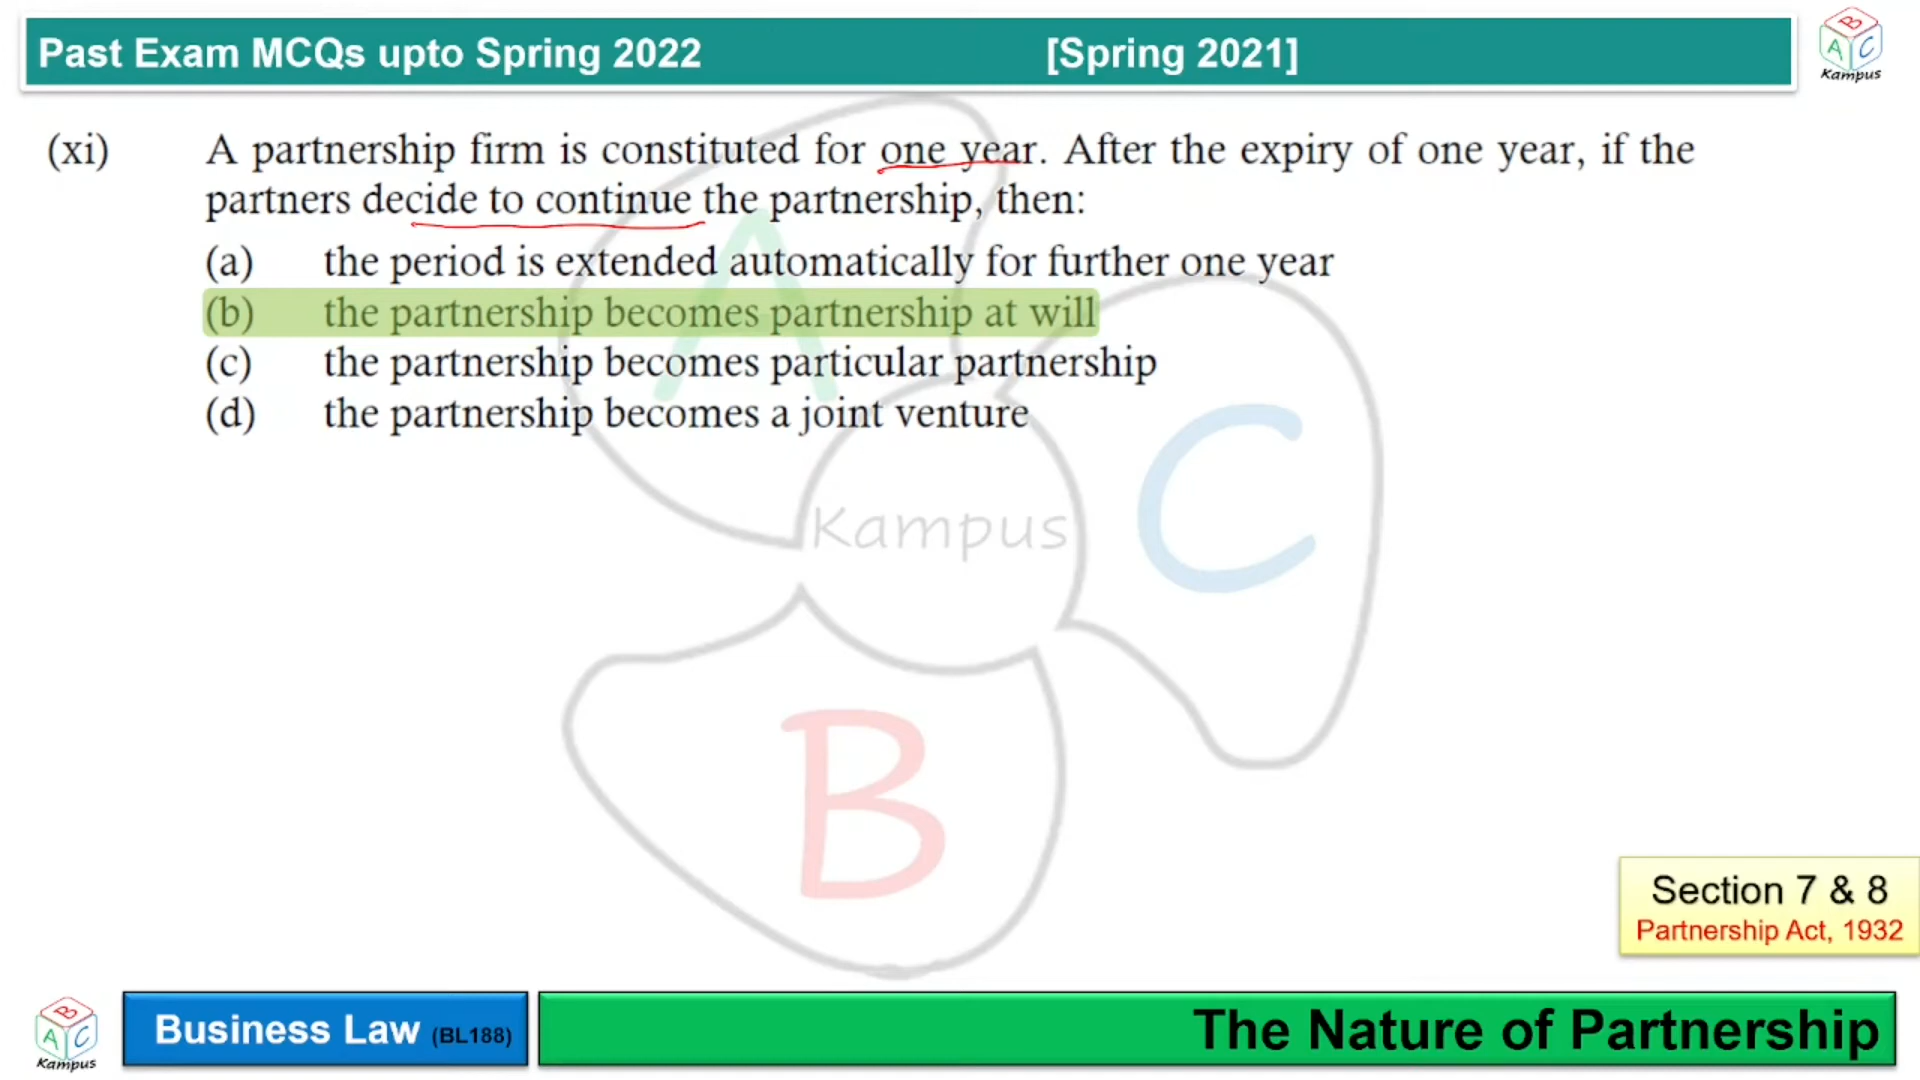 Past Exam MCQs upto Spring 2022 [Spring 2021]
B
A C
Kampus
(xi) A partnership firm is constituted for one year. After the expiry of one year, if the
partners decide to continue the partnership, then:
(a) the period is extended automatically for further one year
(b) the partnership becomes partnership at will
(c) the partnership becomes particular partnership
(d) the partnership becomes a joint venture
A
C
Kampus
B
Section 7 & 8
Partnership Act, 1932
B
A C
Kampus
Business Law (BL188)
The Nature of Partnership